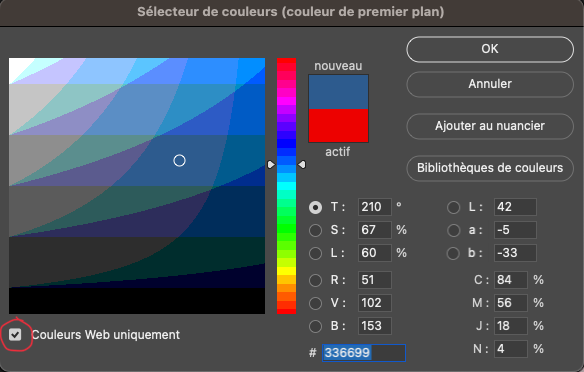 Sélecteur de couleurs (couleur de premier plan)
nouveau
actif
OK
Annuler
Ajouter au nuancier
Bibliothèques de couleurs
T : 210 °
S : 67 %
L : 60 %
R : 51
V : 102
B : 153
# 336699
L : 42
a : -5
b : -33
C : 84 %
M : 56 %
J : 18 %
N : 4 %
Couleurs Web uniquement